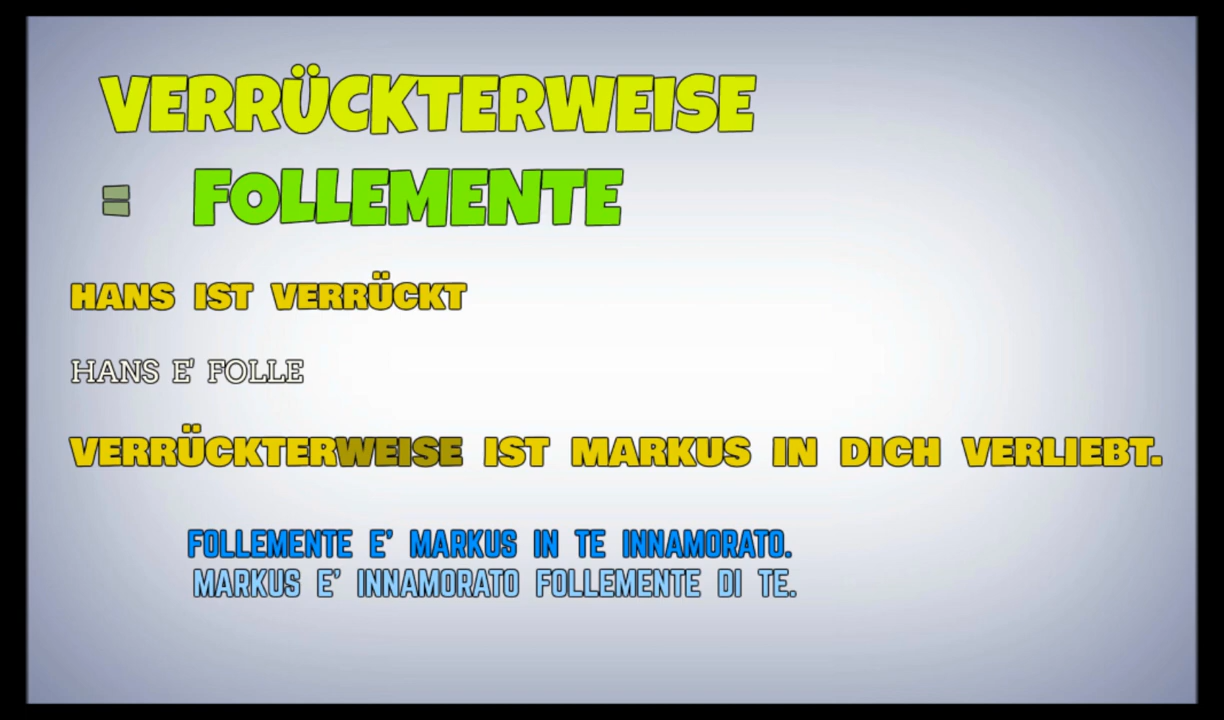 VERRÜCKTERWEISE
= FOLLEMENTE
HANS IST VERRÜCKT
HANS E' FOLLE
VERRÜCKTERWEISE IST MARKUS IN DICH VERLIEBT.
FOLLEMENTE E' MARKUS IN TE INNAMORATO.
MARKUS E' INNAMORATO FOLLEMENTE DI TE.